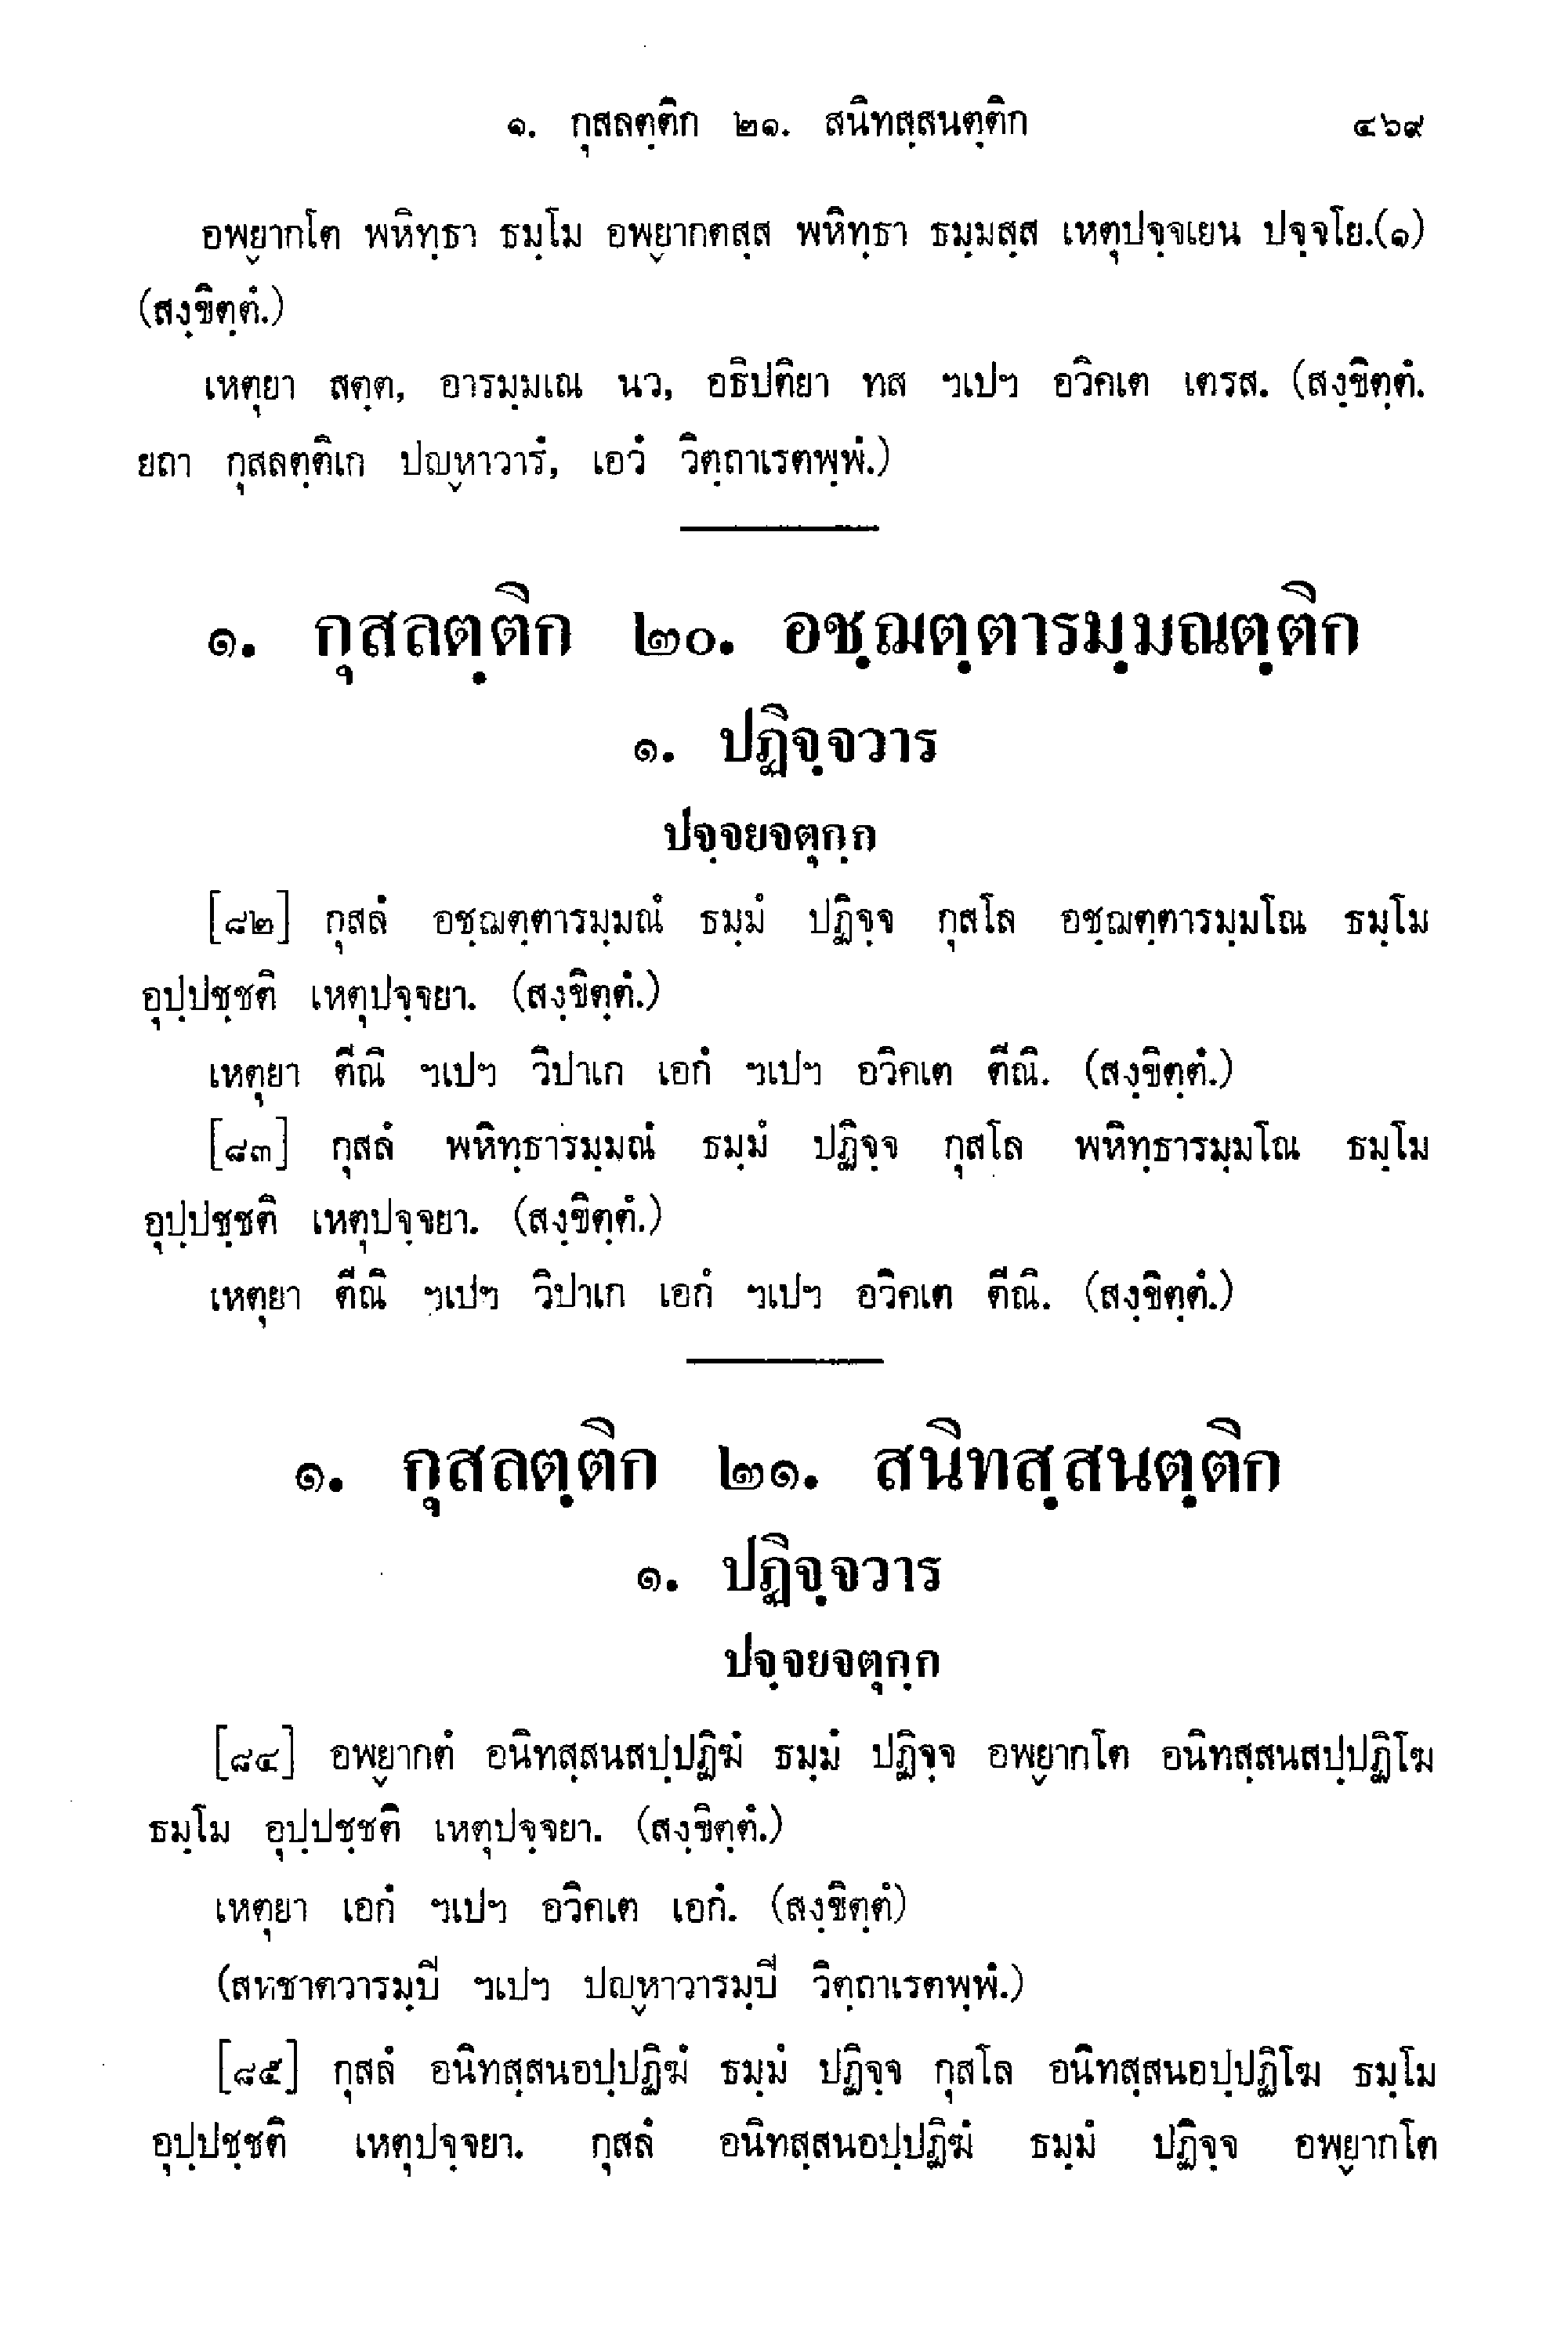 ๑. กุสลตฺติก ๒๑. สนิทสฺสนตฺติก ๔๖๙
อพฺยากโต พหิทฺธา ธมฺโม อพฺยากตสฺส พหิทฺธา ธมฺมสฺส เหตุปจฺจเยน ปจฺจโย.(๑)
(สงฺขิตฺตํ.)
เหตุยา สตฺต, อารมฺมเณ นว, อธิปติยา ทส ฯเปฯ อวิคเต เตรส. (สงฺขิตฺตํ.
ยถา กุสลตฺติเก ปญฺหาวารํ, เอวํ วิตฺถาเรตพฺพํ.)
๑. กุสลตฺติก ๒๐. อชฺฌตฺตารมฺมณตฺติก
๑. ปฏิจฺจวาร
ปจฺจยจตุกฺก
[๘๒] กุสลํ อชฺฌตฺตารมฺมณํ ธมฺมํ ปฏิจฺจ กุสโล อชฺฌตฺตารมฺมโณ ธมฺโม
อุปฺปชฺชติ เหตุปจฺจยา. (สงฺขิตฺตํ.)
เหตุยา ตีณิ ฯเปฯ วิปาเก เอกํ ฯเปฯ อวิคเต ตีณิ. (สงฺขิตฺตํ.)
[๘๓] กุสลํ พหิทฺธารมฺมณํ ธมฺมํ ปฏิจฺจ กุสโล พหิทฺธารมฺมโณ ธมฺโม
อุปฺปชฺชติ เหตุปจฺจยา. (สงฺขิตฺตํ.)
เหตุยา ตีณิ ฯเปฯ วิปาเก เอกํ ฯเปฯ อวิคเต ตีณิ. (สงฺขิตฺตํ.)
๑. กุสลตฺติก ๒๑. สนิทสฺสนตฺติก
๑. ปฏิจฺจวาร
ปจฺจยจตุกฺก
[๘๔] อพฺยากตํ อนิทสฺสนสปฺปฏิฆํ ธมฺมํ ปฏิจฺจ อพฺยากโต อนิทสฺสนสปฺปฏิโฆ
ธมฺโม อุปฺปชฺชติ เหตุปจฺจยา. (สงฺขิตฺตํ.)
เหตุยา เอกํ ฯเปฯ อวิคเต เอกํ. (สงฺขิตฺตํ)
(สหชาตวารมฺปิ ฯเปฯ ปญฺหาวารมฺปิ วิตฺถาเรตพฺพํ.)
[๘๕] กุสลํ อนิทสฺสนอปฺปฏิฆํ ธมฺมํ ปฏิจฺจ กุสโล อนิทสฺสนอปฺปฏิโฆ ธมฺโม
อุปฺปชฺชติ เหตุปจฺจยา. กุสลํ อนิทสฺสนอปฺปฏิฆํ ธมฺมํ ปฏิจฺจ อพฺยากโต